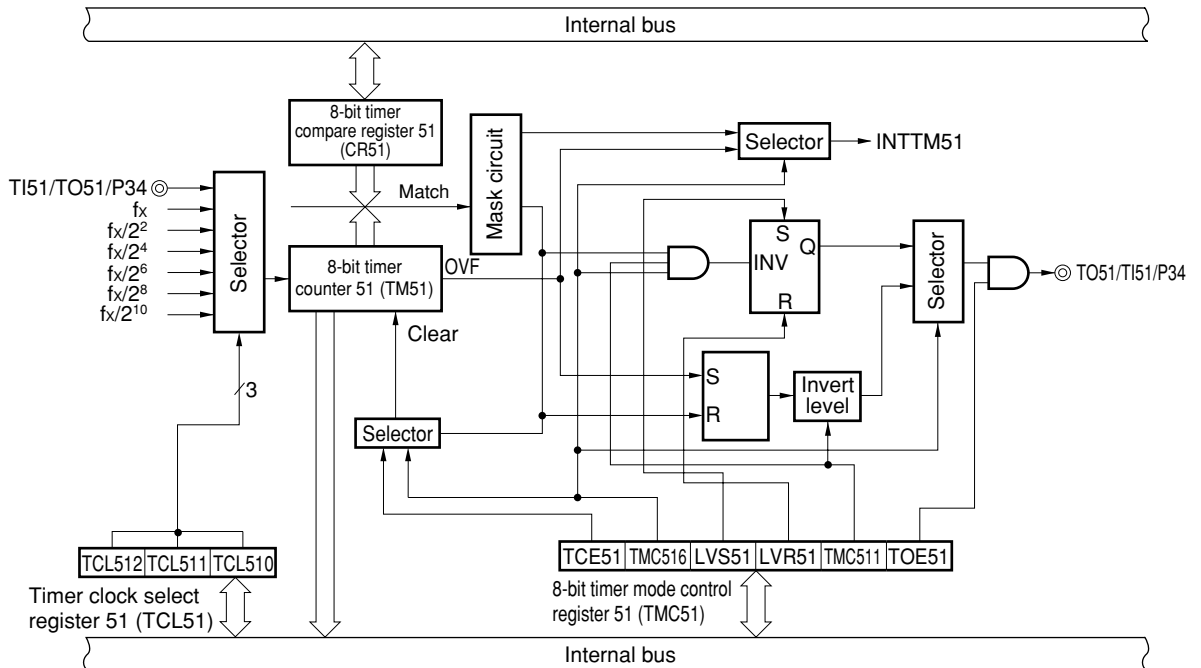 Internal bus
8-bit timer
compare register 51
(CR51)
Mask circuit
Selector
INTTM51
TI51/TO51/P34
fx
fx/2²
fx/2⁴
fx/2⁶
fx/2⁸
fx/2¹⁰
Selector
Match
8-bit timer
counter 51 (TM51)
OVF
Clear
S
Q
INV
R
Selector
TO51/TI51/P34
3
Selector
S
R
Invert
level
TCL512 TCL511 TCL510
Timer clock select
register 51 (TCL51)
TCE51 TMC516 LVS51 LVR51 TMC511 TOE51
8-bit timer mode control
register 51 (TMC51)
Internal bus